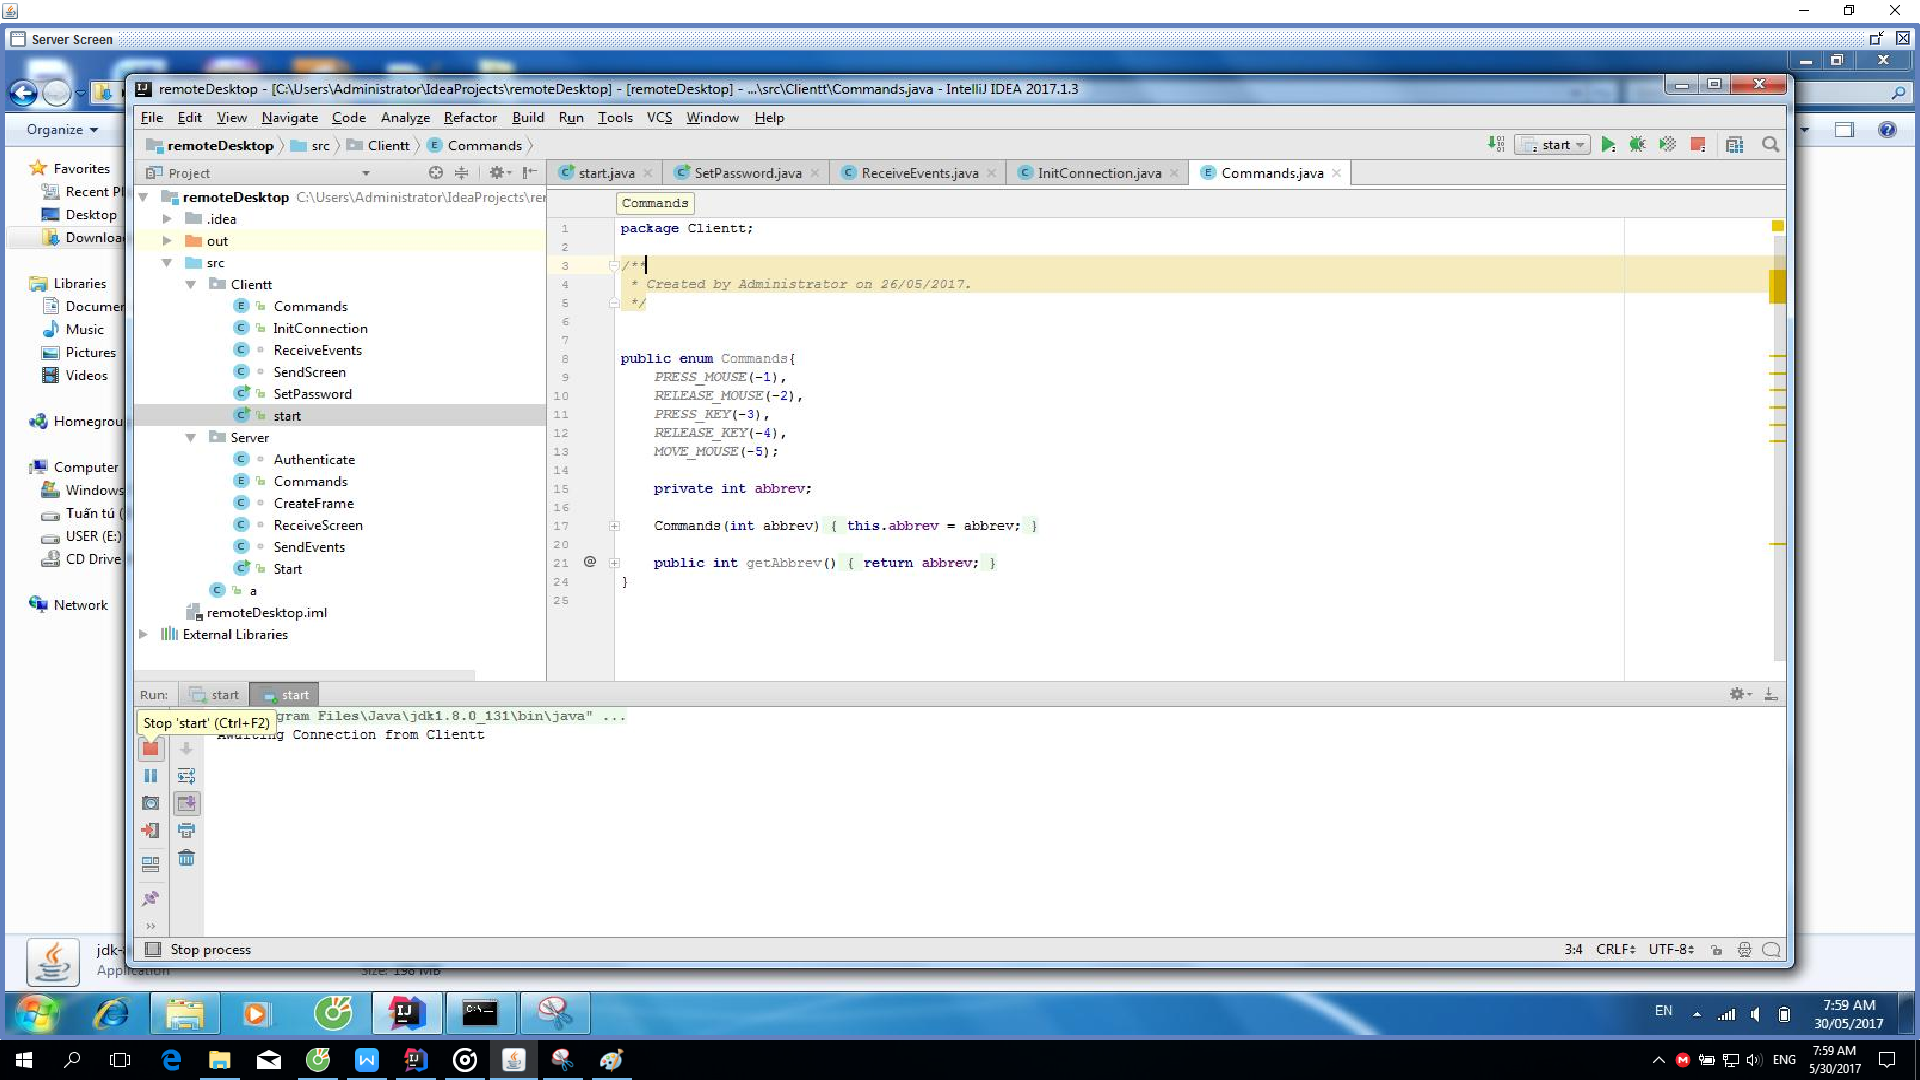 Server Screen
remoteDesktop - [C:\Users\Administrator\IdeaProjects\remoteDesktop] - [remoteDesktop] - ...\src\Clientt\Commands.java - IntelliJ IDEA 2017.1.3
File Edit View Navigate Code Analyze Refactor Build Run Tools VCS Window Help
Organize
remoteDesktop src Clientt Commands
start
Project
start.java SetPassword.java ReceiveEvents.java InitConnection.java Commands.java
Favorites
Recent Pl
Desktop
Downloa
Libraries
Documen
Music
Pictures
Videos
Homegrou
Computer
Windows
Tuấn tú (
USER (E:)
CD Drive
Network
remoteDesktop C:\Users\Administrator\IdeaProjects\rer
.idea
out
src
Clientt
Commands
InitConnection
ReceiveEvents
SendScreen
SetPassword
start
Server
Authenticate
Commands
CreateFrame
ReceiveScreen
SendEvents
Start
a
remoteDesktop.iml
External Libraries
Commands
1 package Clientt;
2
3 /**
4 * Created by Administrator on 26/05/2017.
5 */
6
7
8 public enum Commands{
9 PRESS_MOUSE(-1),
10 RELEASE_MOUSE(-2),
11 PRESS_KEY(-3),
12 RELEASE_KEY(-4),
13 MOVE_MOUSE(-5);
14
15 private int abbrev;
16
17 Commands(int abbrev) { this.abbrev = abbrev; }
20
21 @ public int getAbbrev() { return abbrev; }
24 }
25
Run: start start
Stop 'start' (Ctrl+F2)
gram Files\Java\jdk1.8.0_131\bin\java" ...
Awaiting Connection from Clientt
Stop process
3:4 CRLF UTF-8
jdk-
Application Size: 198 MB
EN
7:59 AM
30/05/2017
ENG
7:59 AM
5/30/2017